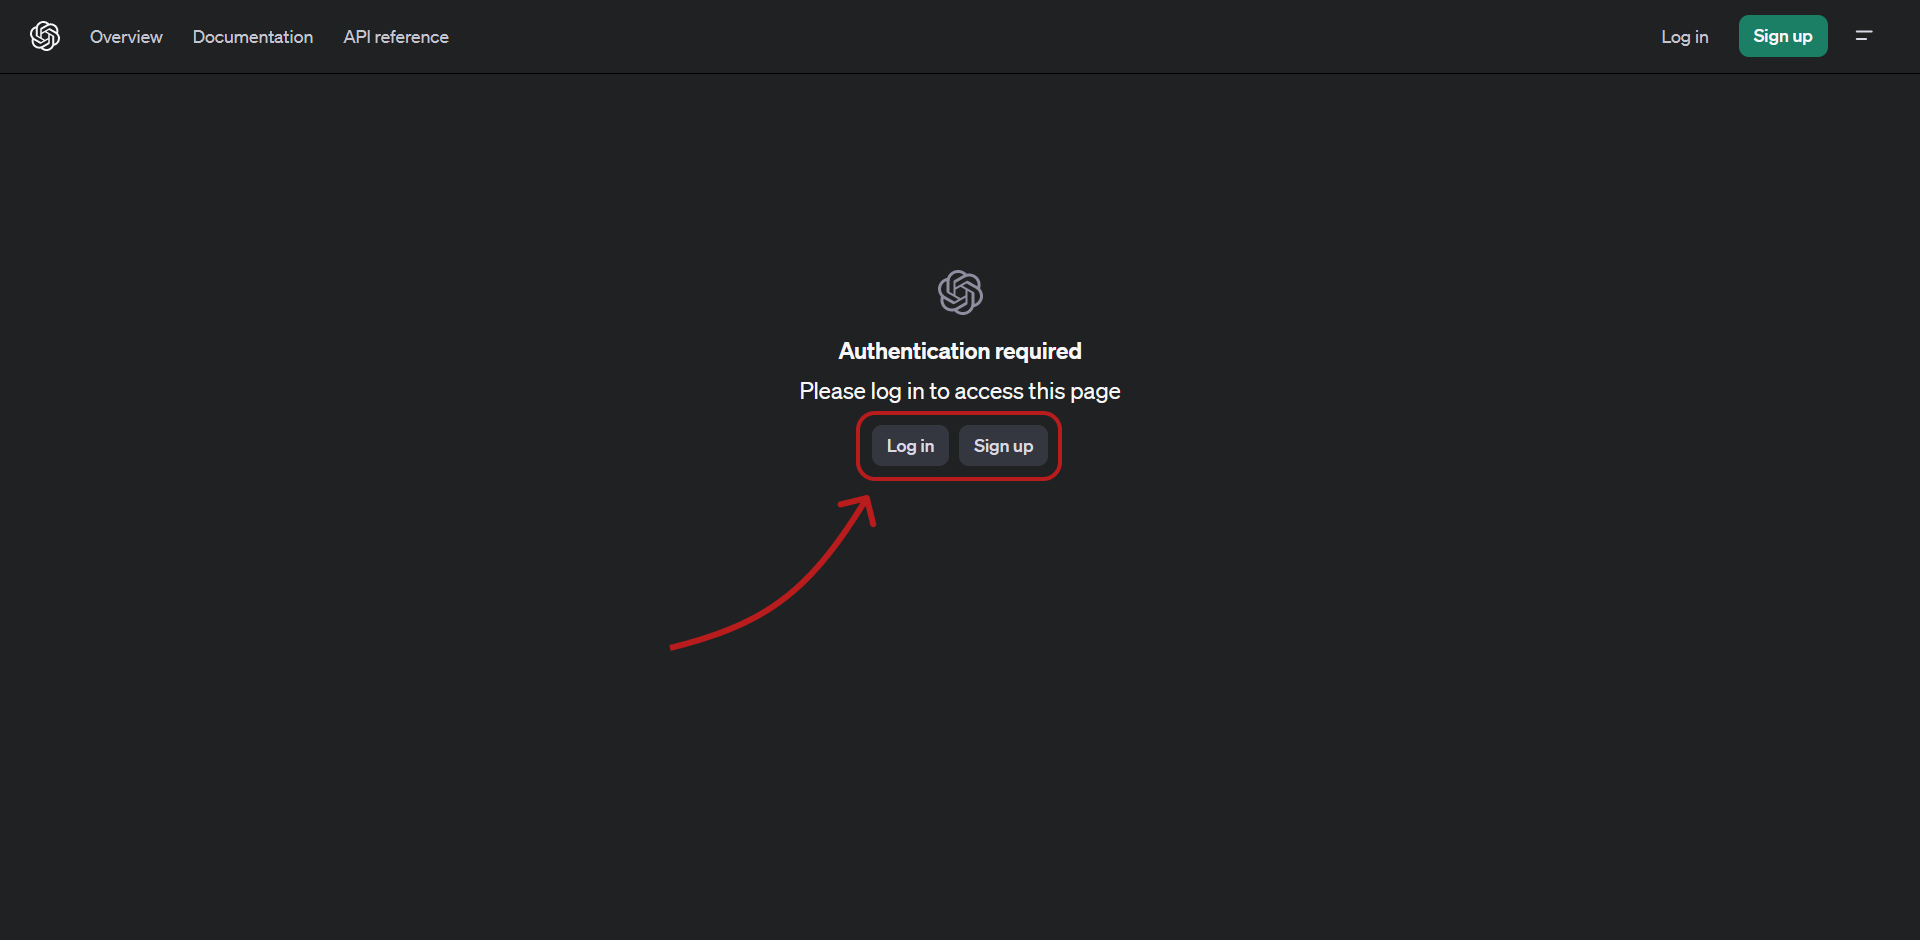 Overview Documentation API reference Log in Sign up
Authentication required
Please log in to access this page
Log in Sign up